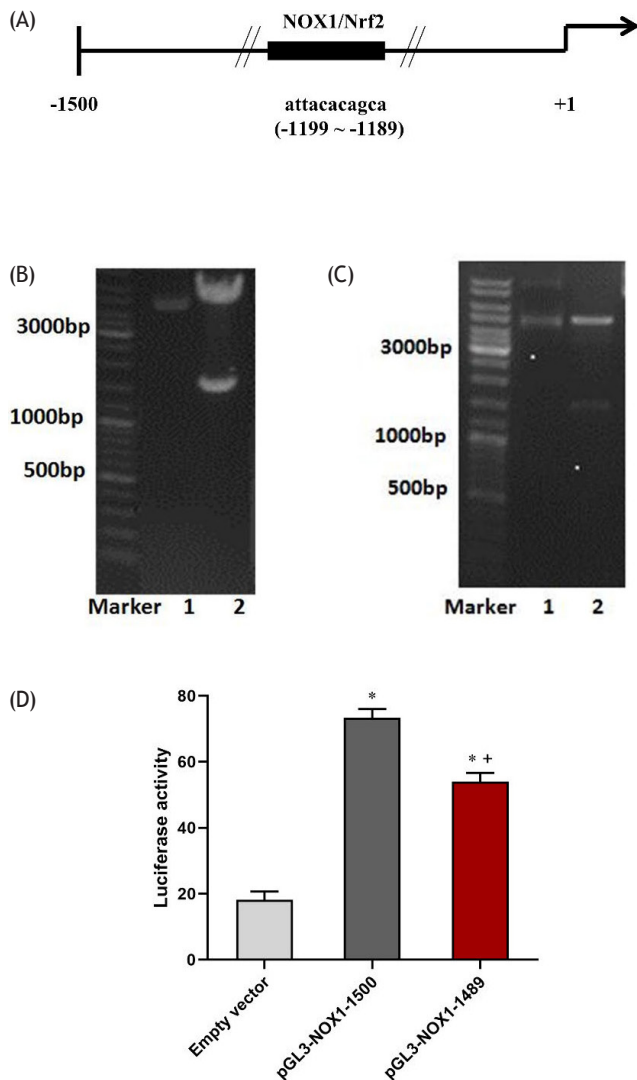 (A)
NOX1/Nrf2
-1500
attacacagca
+1
(-1199 ~ -1189)
(B)
3000bp
1000bp
500bp
Marker 1 2
(C)
3000bp
1000bp
500bp
Marker 1 2
(D)
Luciferase activity
80
60
40
20
0
*
* +
Empty vector
pGL3-NOX1-1500
pGL3-NOX1-1489